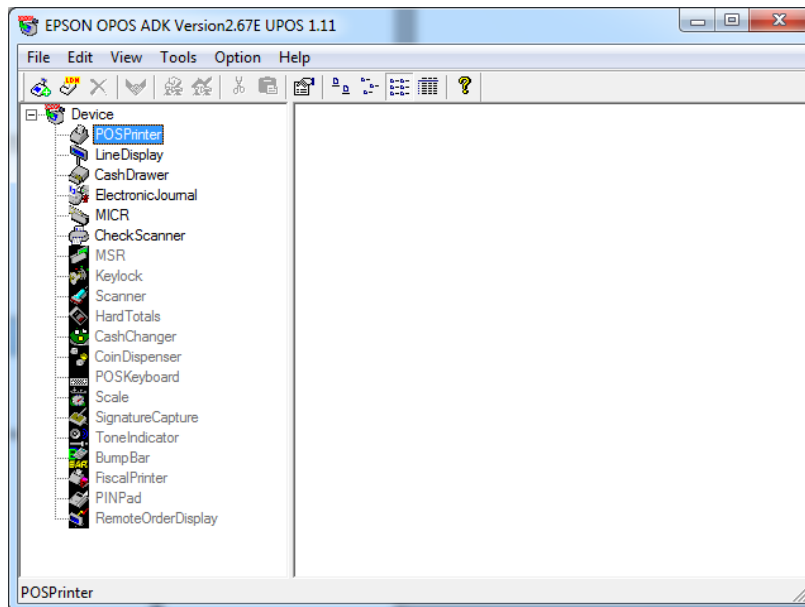 EPSON OPOS ADK Version2.67E UPOS 1.11
File Edit View Tools Option Help
Device
POSPrinter
LineDisplay
CashDrawer
ElectronicJournal
MICR
CheckScanner
MSR
Keylock
Scanner
HardTotals
CashChanger
CoinDispenser
POSKeyboard
Scale
SignatureCapture
ToneIndicator
BumpBar
FiscalPrinter
PINPad
RemoteOrderDisplay
POSPrinter